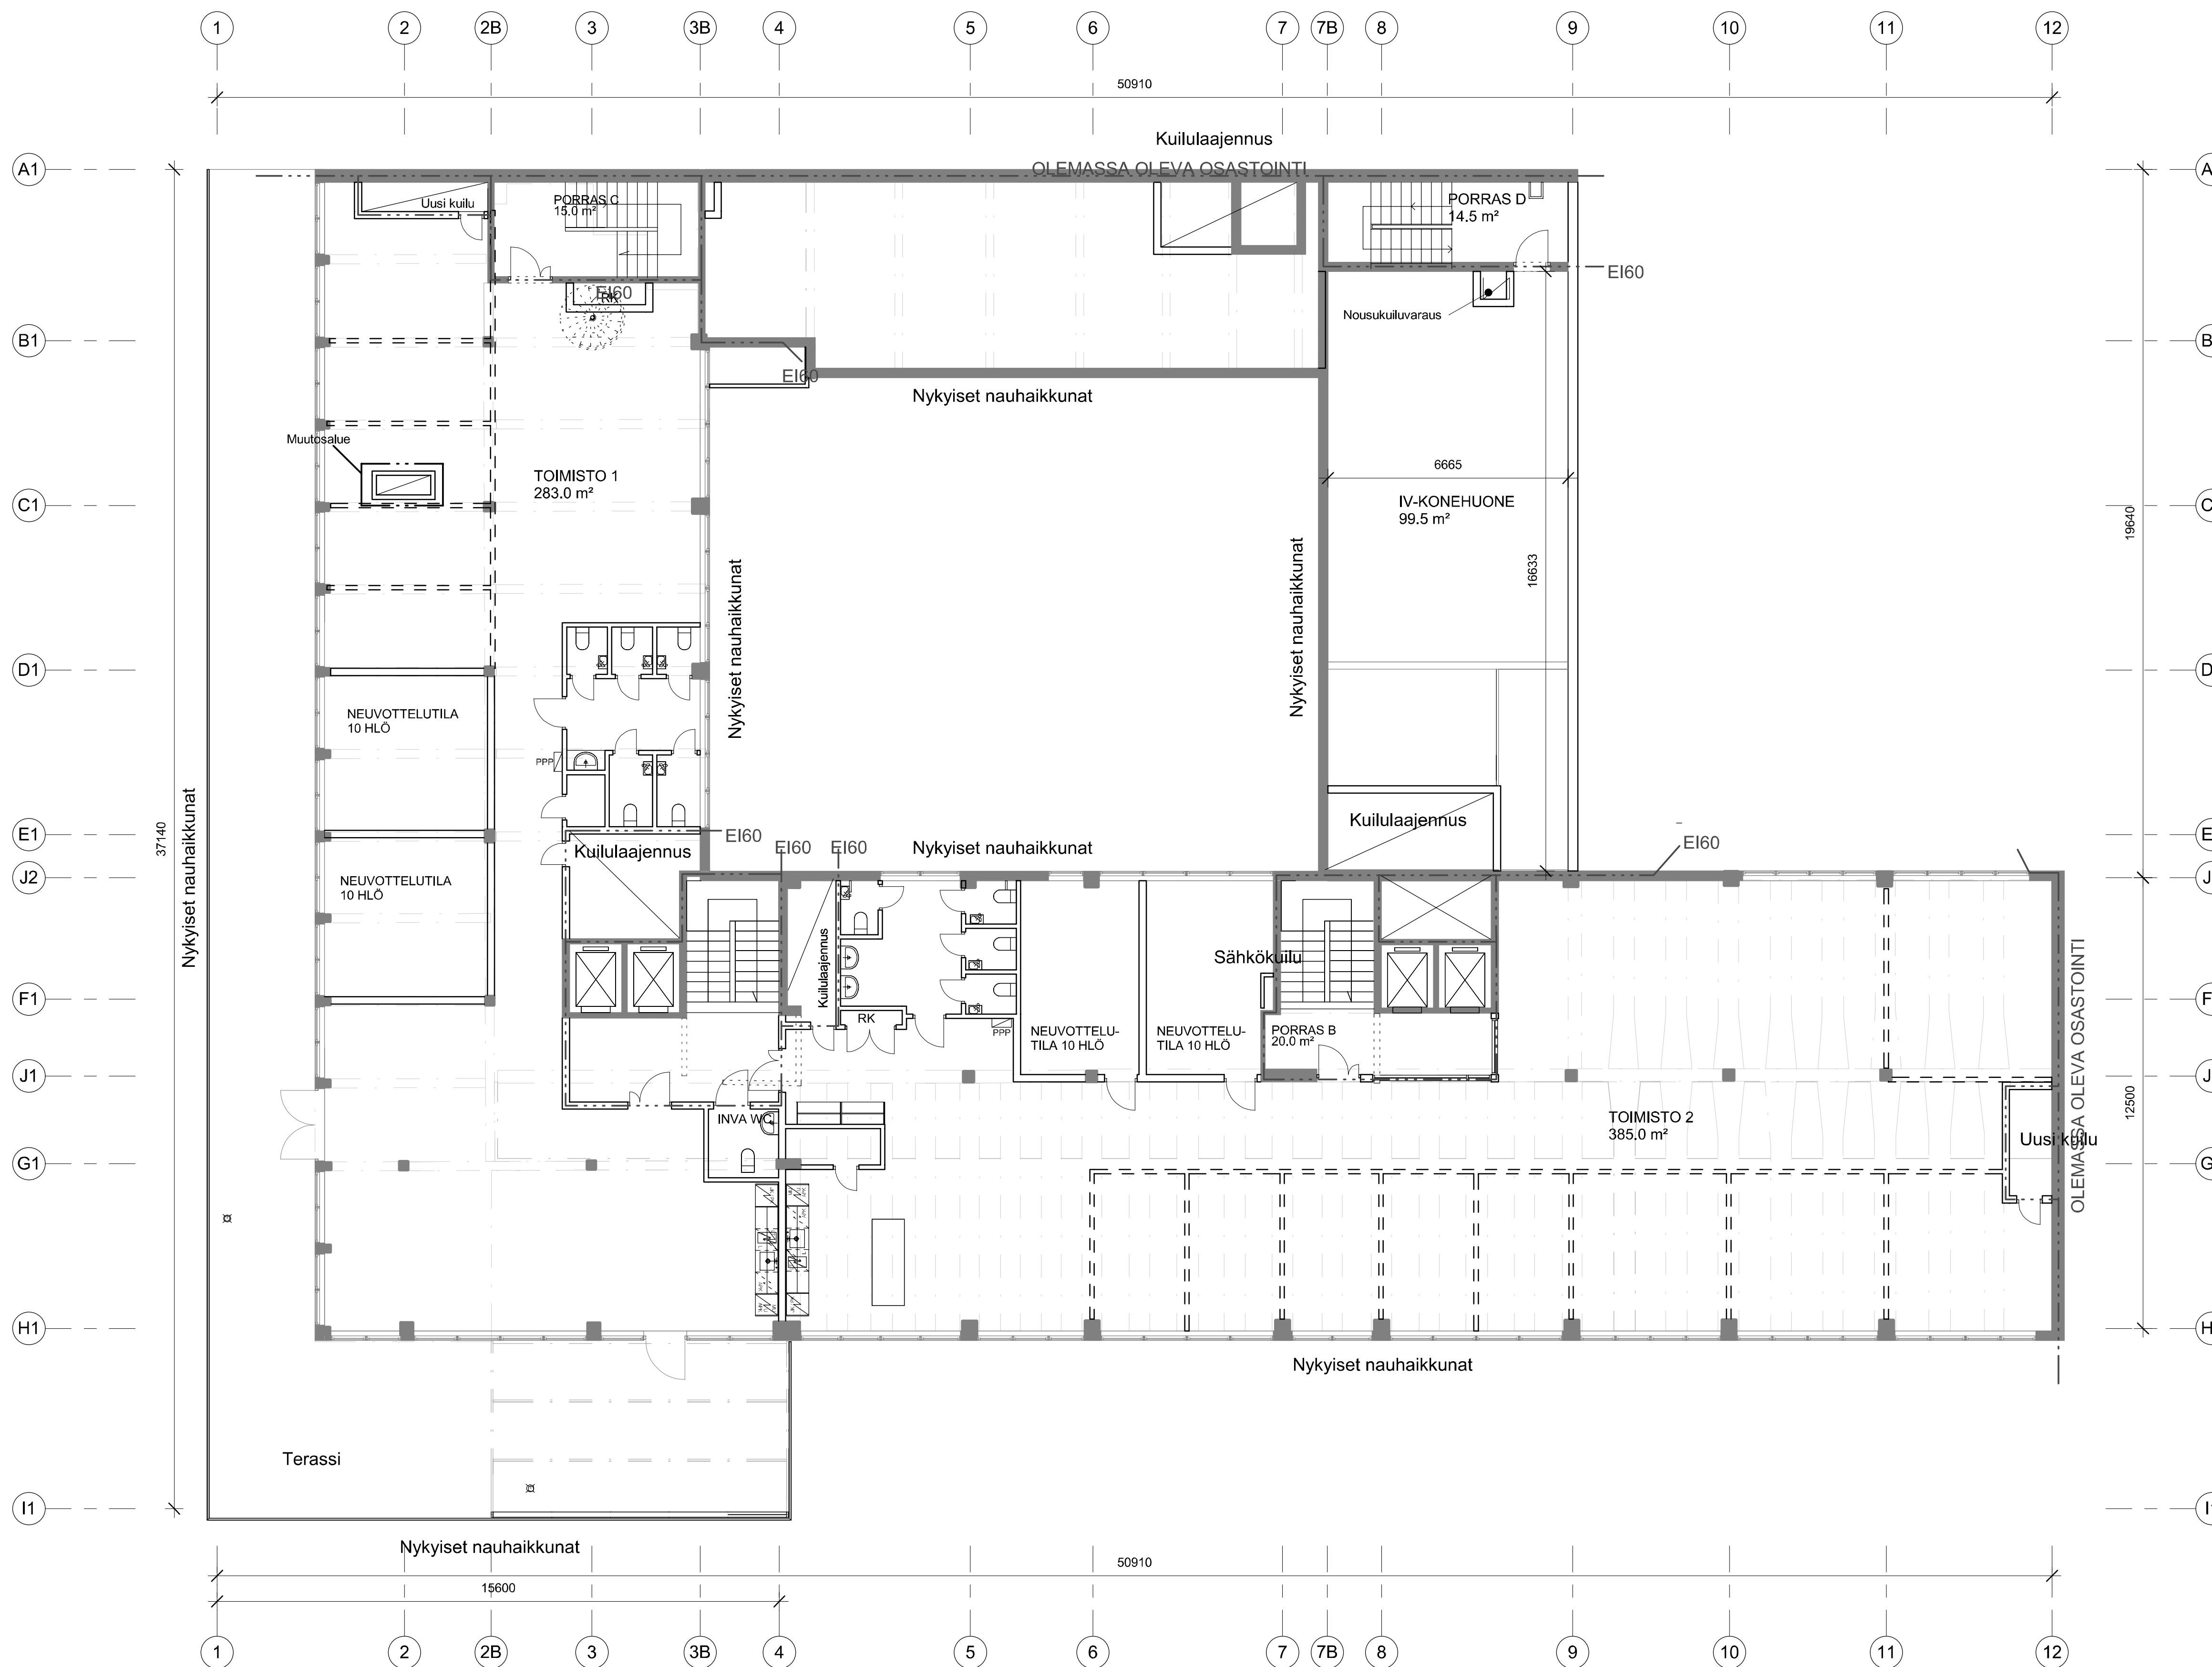 1 2 2B 3 3B 4 5 6 7 7B 8 9 10 11 12
50910
Kuilulaajennus
OLEMASSA OLEVA OSASTOINTI
A1
Uusi kuilu
PORRAS C
15.0 m²
PORRAS D
14.5 m²
EI60
EI60
RK
Nousukuiluvaraus
B1
EI60
Nykyiset nauhaikkunat
Muutosalue
TOIMISTO 1
283.0 m²
6665
IV-KONEHUONE
99.5 m²
C1
19640
16633
Nykyiset nauhaikkunat
Nykyiset nauhaikkunat
D1
NEUVOTTELUTILA
10 HLÖ
PPP
37140
Nykyiset nauhaikkunat
E1
Kuilulaajennus
EI60
EI60
EI60
Nykyiset nauhaikkunat
Kuilulaajennus
EI60
J2
NEUVOTTELUTILA
10 HLÖ
Kuilulaajennus
Sähkökuilu
F1
RK
PPP
NEUVOTTELU-
TILA 10 HLÖ
NEUVOTTELU-
TILA 10 HLÖ
PORRAS B
20.0 m²
J1
INVA WC
TOIMISTO 2
385.0 m²
12500
Uusi kuilu
OLEMASSA OLEVA OSASTOINTI
G1
H1
Nykyiset nauhaikkunat
Terassi
I1
Nykyiset nauhaikkunat
50910
15600
1 2 2B 3 3B 4 5 6 7 7B 8 9 10 11 12